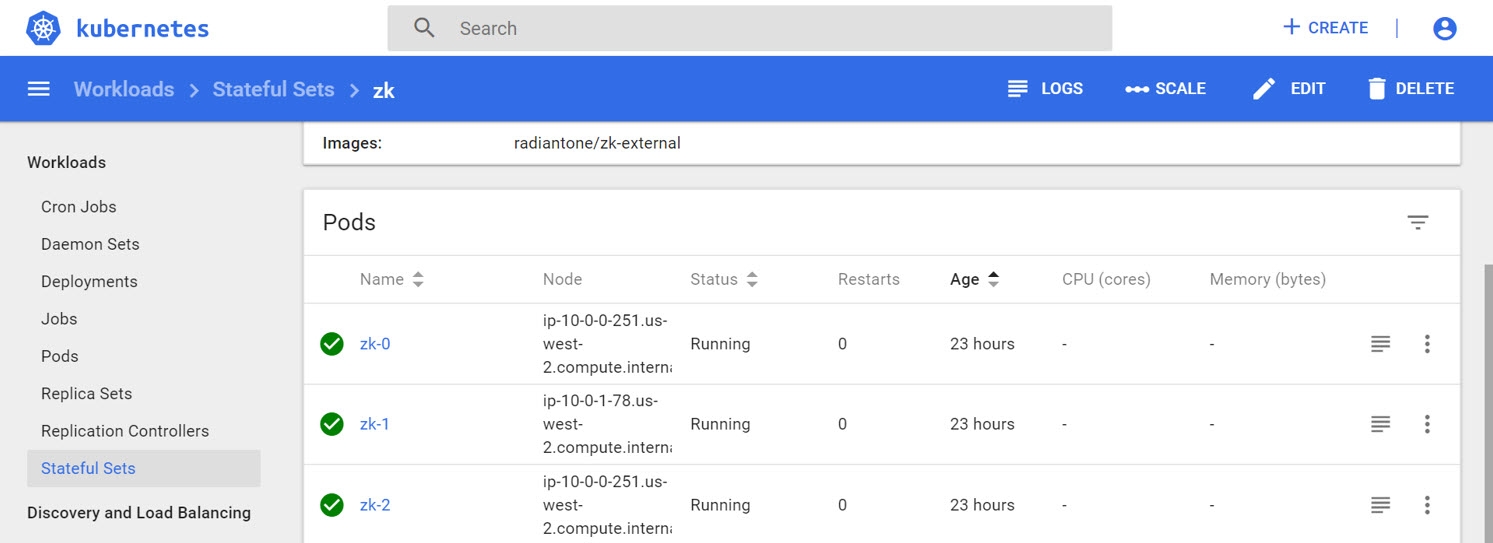 kubernetes
Search
+ CREATE
Workloads > Stateful Sets > zk
LOGS
SCALE
EDIT
DELETE
Workloads
Cron Jobs
Daemon Sets
Deployments
Jobs
Pods
Replica Sets
Replication Controllers
Stateful Sets
Discovery and Load Balancing
Images: radiantone/zk-external
Pods
Name Node Status Restarts Age CPU (cores) Memory (bytes)
zk-0
ip-10-0-0-251.us-
west-
2.compute.interna
Running 0 23 hours - -
zk-1
ip-10-0-1-78.us-
west-
2.compute.interna
Running 0 23 hours - -
zk-2
ip-10-0-0-251.us-
west-
2.compute.interna
Running 0 23 hours - -